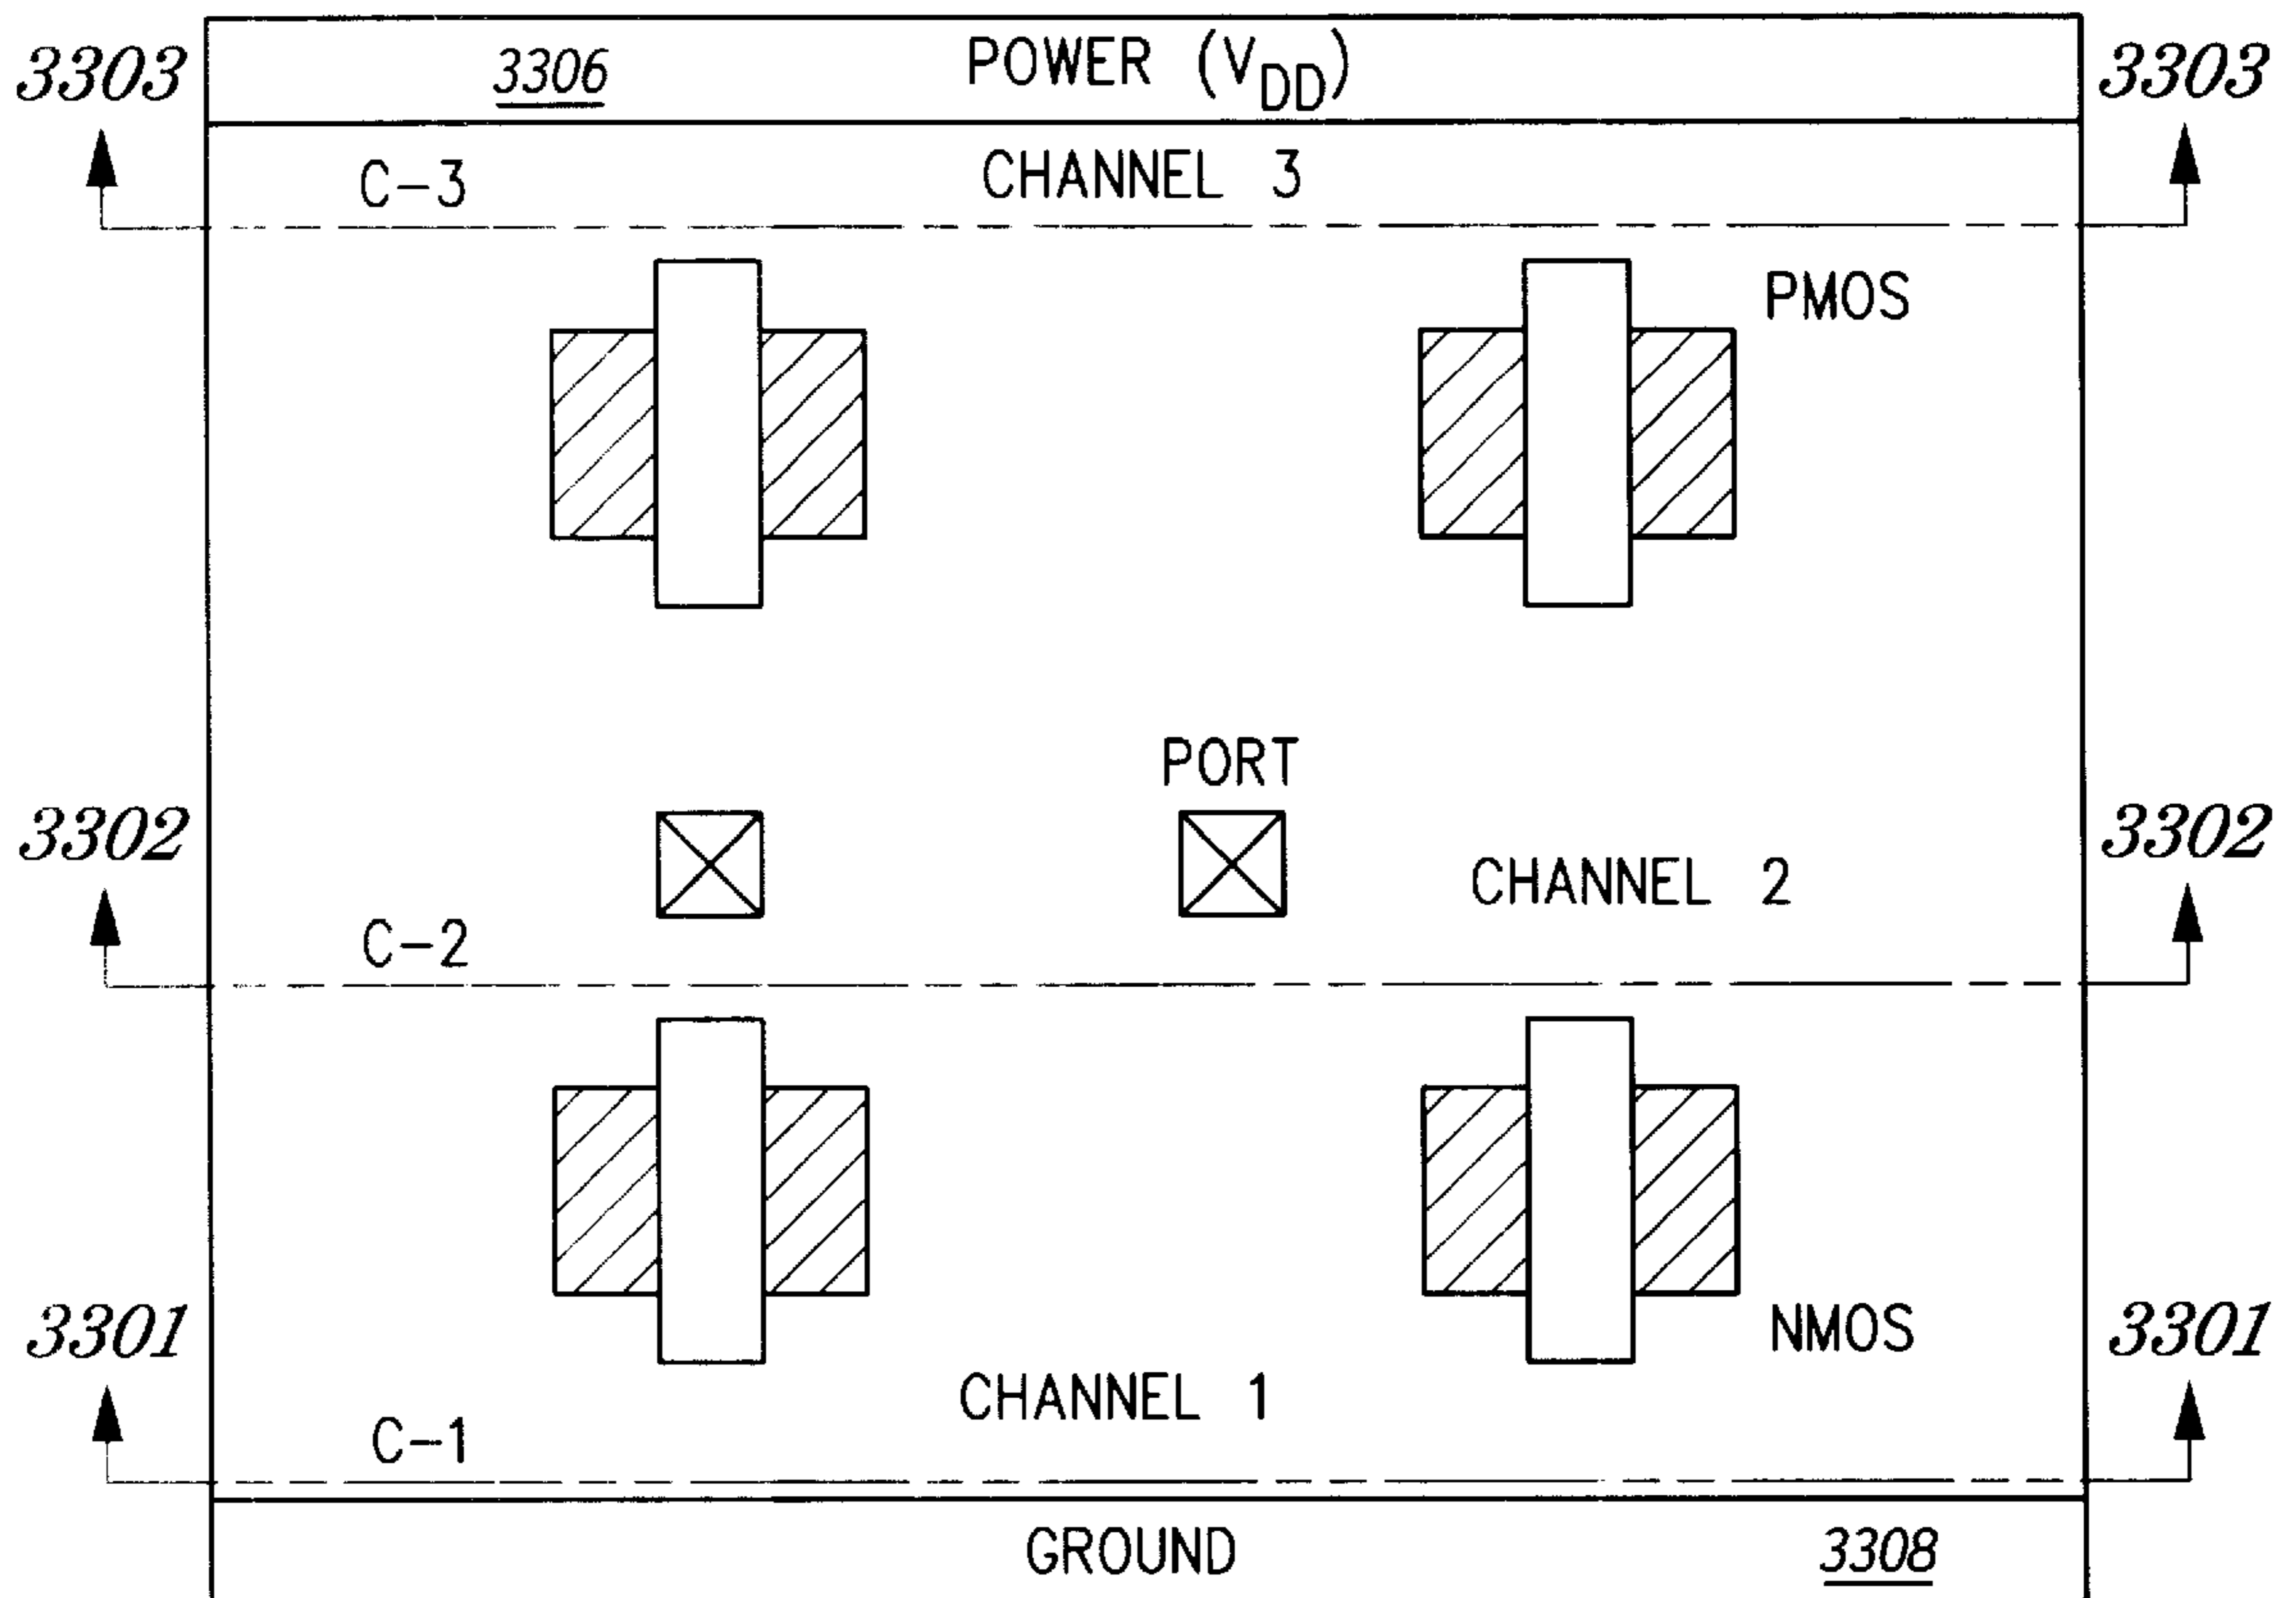 3303 3306 POWER (VDD) 3303
C-3 CHANNEL 3
PMOS
PORT
3302 3302
CHANNEL 2
C-2
3301 NMOS 3301
CHANNEL 1
C-1
GROUND 3308